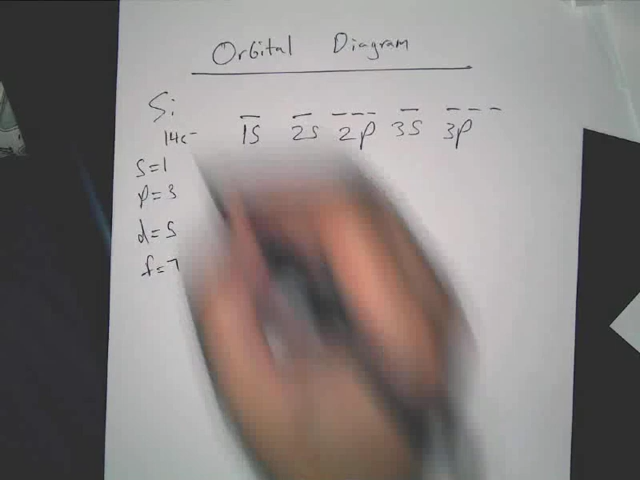 Orbital Diagram
Si
14e-
1s 2s 2p 3s 3p
s=1
p=3
d=5
f=7